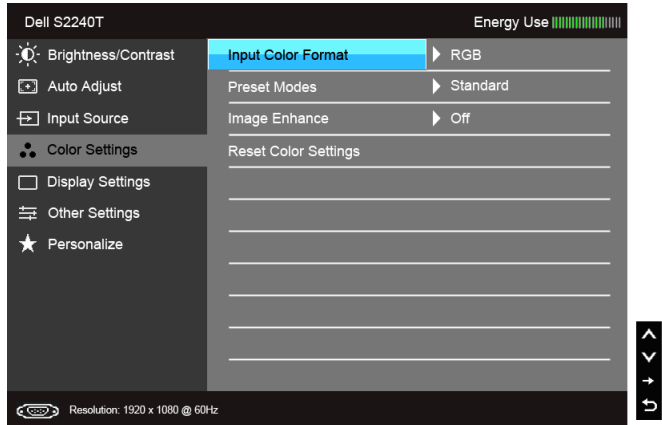 Dell S2240T
Energy Use
Brightness/Contrast
Auto Adjust
Input Source
Color Settings
Display Settings
Other Settings
Personalize
Input Color Format
RGB
Preset Modes
Standard
Image Enhance
Off
Reset Color Settings
Resolution: 1920 x 1080 @ 60Hz